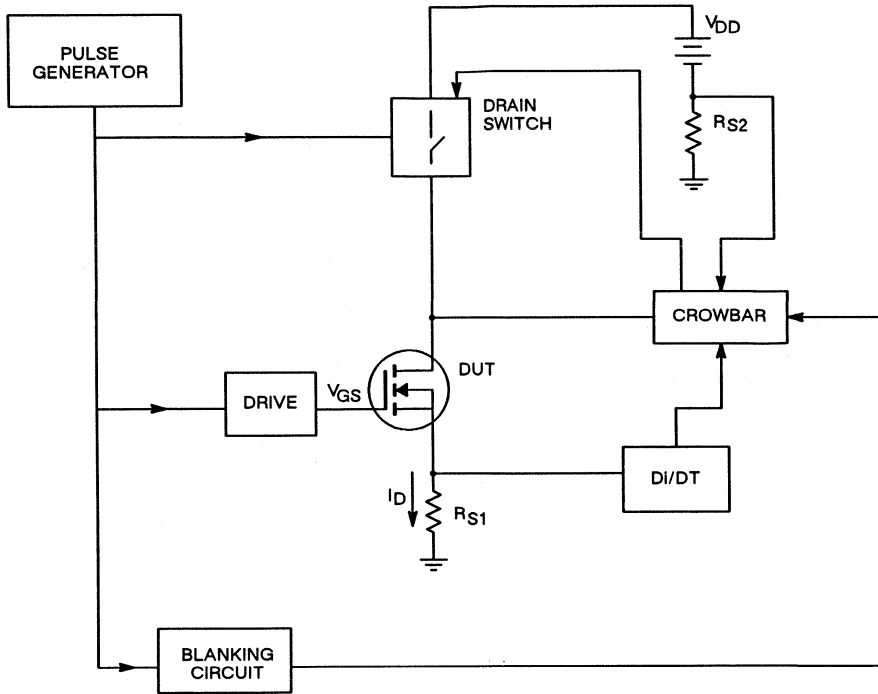 PULSE
GENERATOR
VDD
DRAIN
SWITCH
RS2
CROWBAR
DUT
DRIVE
VGS
Di/DT
ID
RS1
BLANKING
CIRCUIT